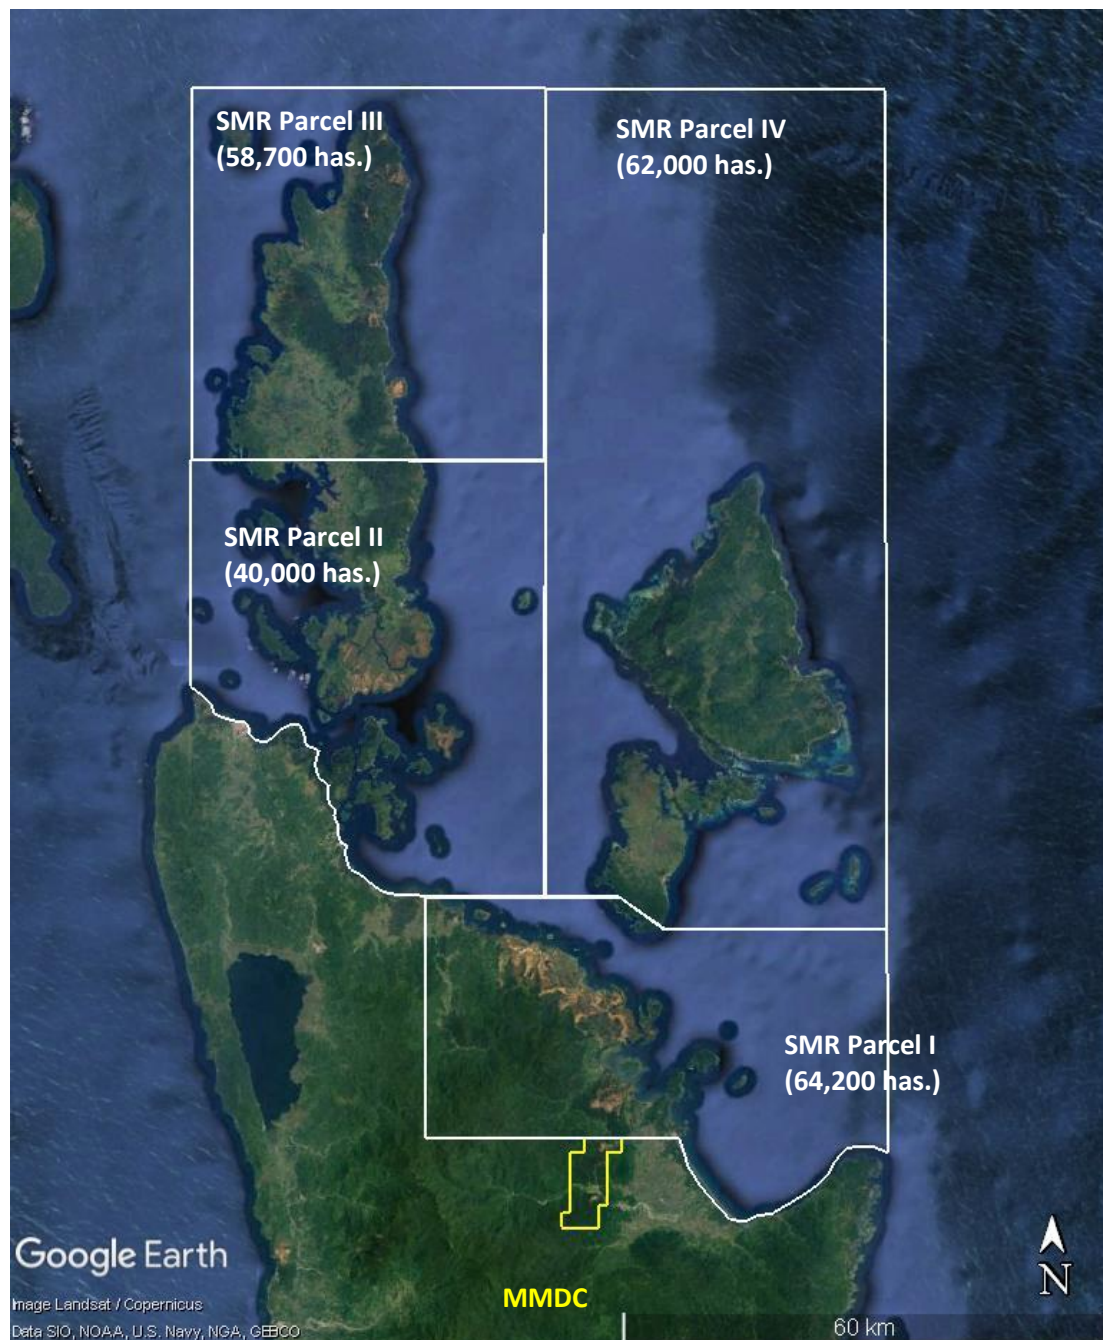 SMR Parcel III
(58,700 has.)
SMR Parcel IV
(62,000 has.)
SMR Parcel II
(40,000 has.)
SMR Parcel I
(64,200 has.)
N
Google Earth
MMDC
Image Landsat / Copernicus
Data SIO, NOAA, U.S. Navy, NGA, GEBCO
60 km